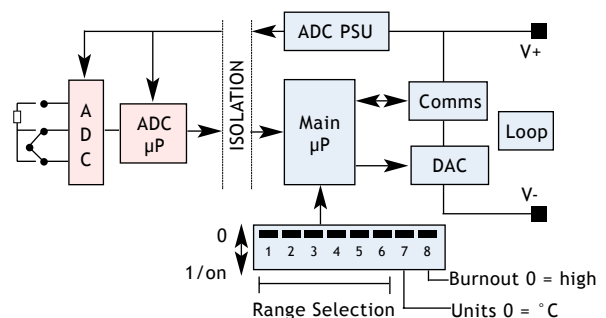 ADC PSU
V+
ISOLATION
A
D
C
ADC
µP
Main
µP
Comms
Loop
DAC
V-
0
1/on
1 2 3 4 5 6 7 8
Burnout 0 = high
Range Selection
Units 0 = °C